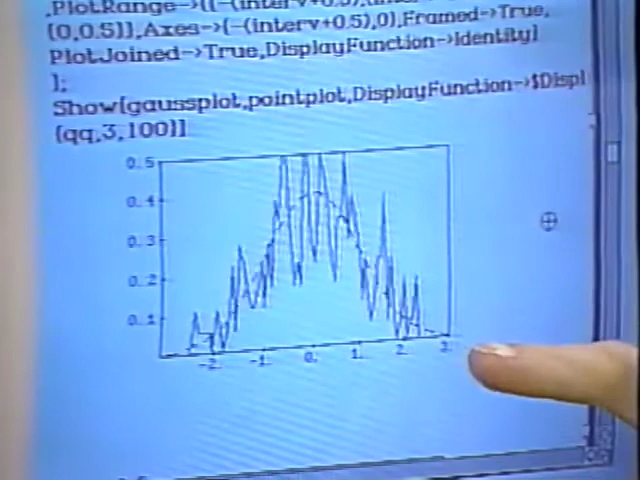 ,PlotRange->{{-(interv+0.5),
{0,0.5}},Axes->{-(interv+0.5),0},Framed->True,
PlotJoined->True,DisplayFunction->Identity]
];
Show[gaussplot,pointplot,DisplayFunction->$Displ
[qq,3,100]]
0.5
0.4
0.3
0.2
0.1
-2. -1. 0. 1. 2. 3.